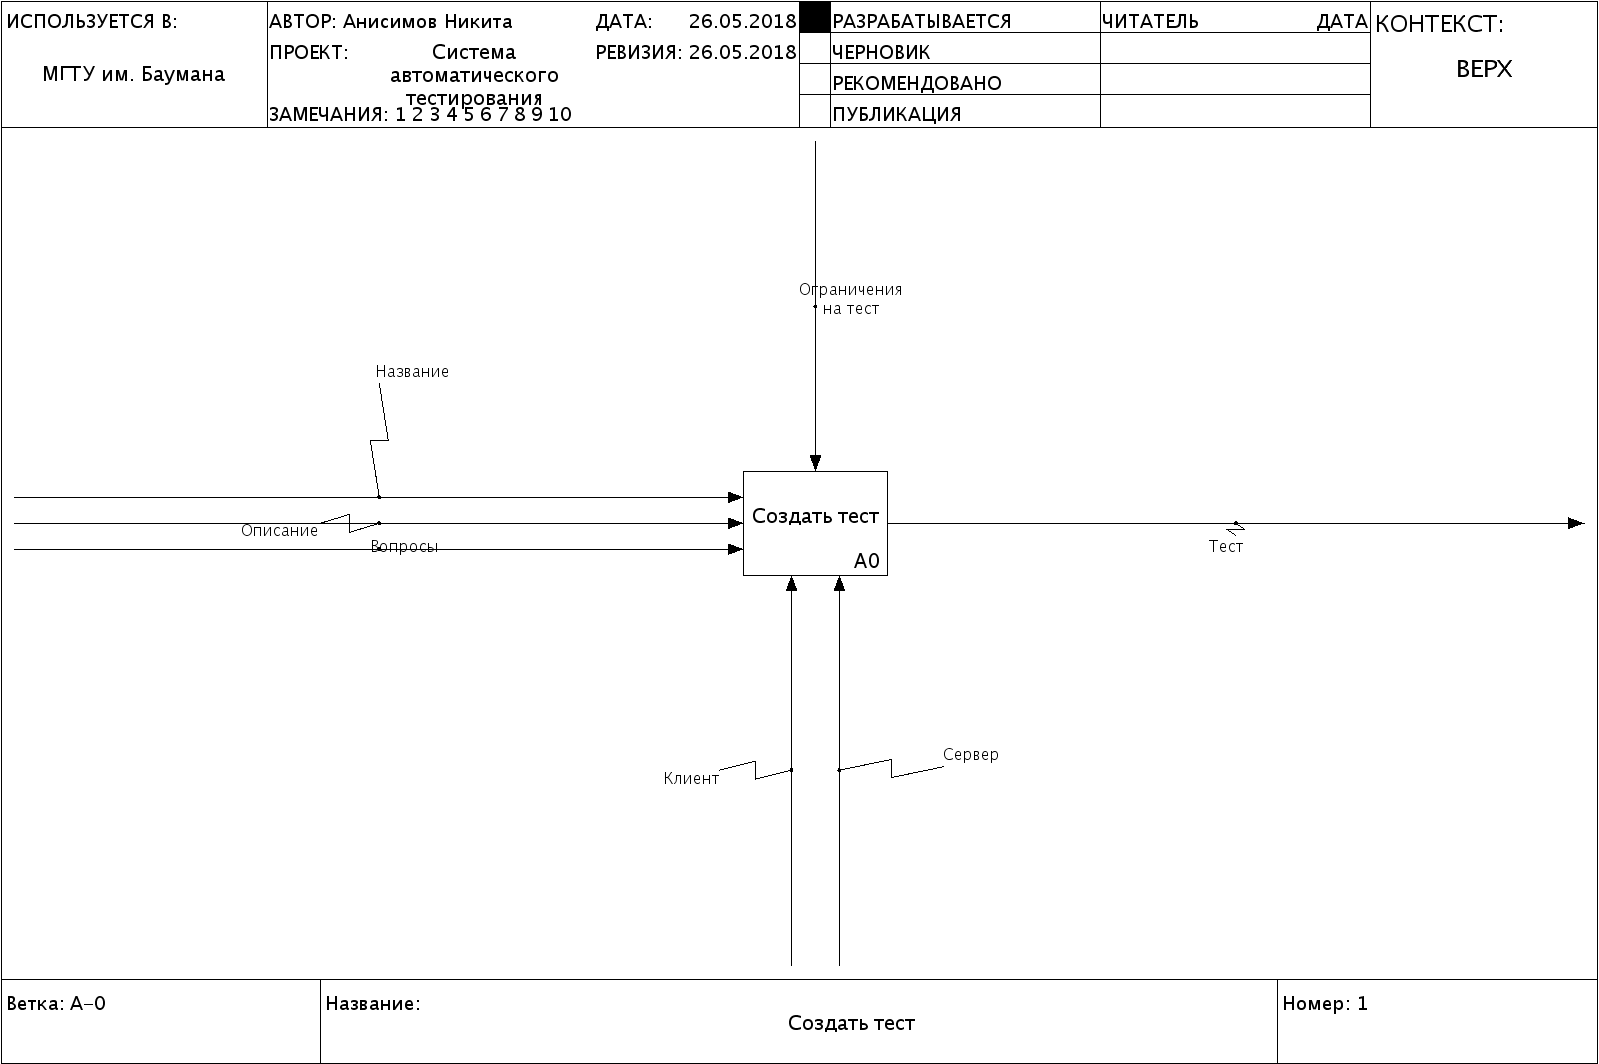 ИСПОЛЬЗУЕТСЯ В:
МГТУ им. Баумана
АВТОР: Анисимов Никита
ДАТА: 26.05.2018
ПРОЕКТ: Система
автоматического
тестирования
РЕВИЗИЯ: 26.05.2018
ЗАМЕЧАНИЯ: 1 2 3 4 5 6 7 8 9 10
РАЗРАБАТЫВАЕТСЯ
ЧЕРНОВИК
РЕКОМЕНДОВАНО
ПУБЛИКАЦИЯ
ЧИТАТЕЛЬ ДАТА
КОНТЕКСТ:
ВЕРХ
Ограничения
на тест
Название
Описание
Вопросы
Создать тест
A0
Тест
Клиент
Сервер
Ветка: A-0
Название:
Создать тест
Номер: 1